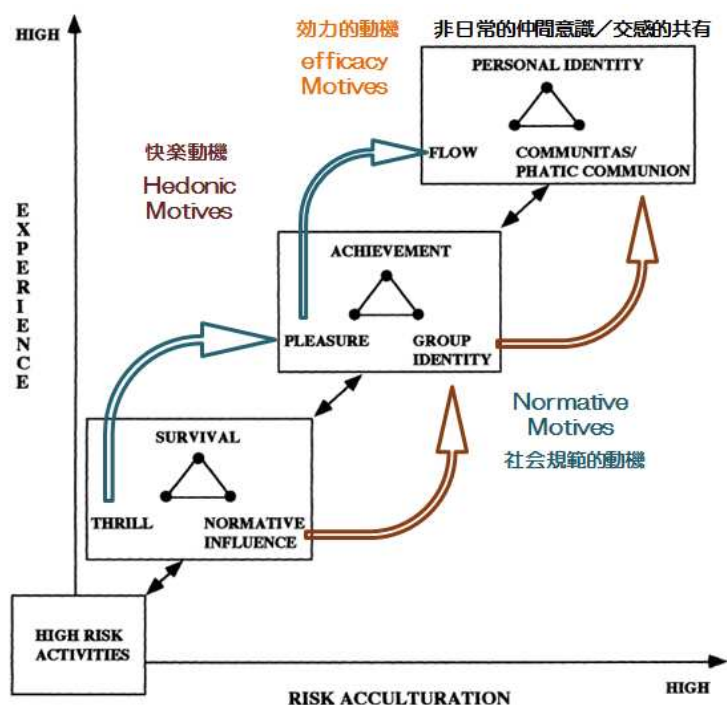 効力的動機
非日常的仲間意識／交感的共有
HIGH
efficacy
Motives
PERSONAL IDENTITY
快楽動機
FLOW
COMMUNITAS/
PHATIC COMMUNION
Hedonic
Motives
EXPERIENCE
ACHIEVEMENT
PLEASURE
GROUP
IDENTITY
Normative
Motives
社会規範的動機
SURVIVAL
THRILL
NORMATIVE
INFLUENCE
HIGH RISK
ACTIVITIES
HIGH
RISK ACCULTURATION